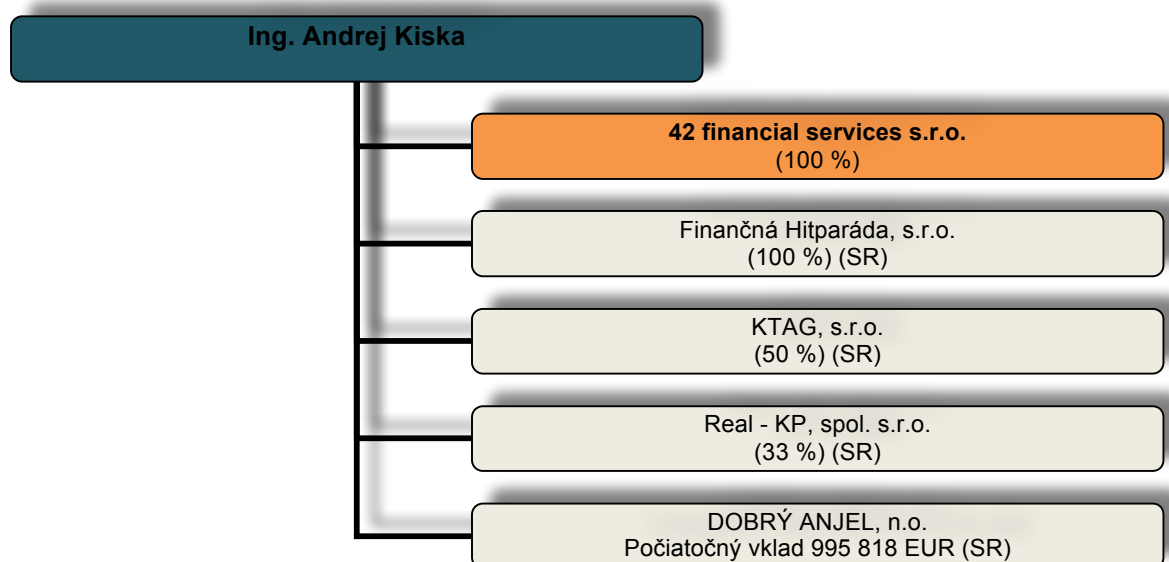 Ing. Andrej Kiska
42 financial services s.r.o.
(100 %)
Finančná Hitparáda, s.r.o.
(100 %) (SR)
KTAG, s.r.o.
(50 %) (SR)
Real - KP, spol. s.r.o.
(33 %) (SR)
DOBRÝ ANJEL, n.o.
Počiatočný vklad 995 818 EUR (SR)